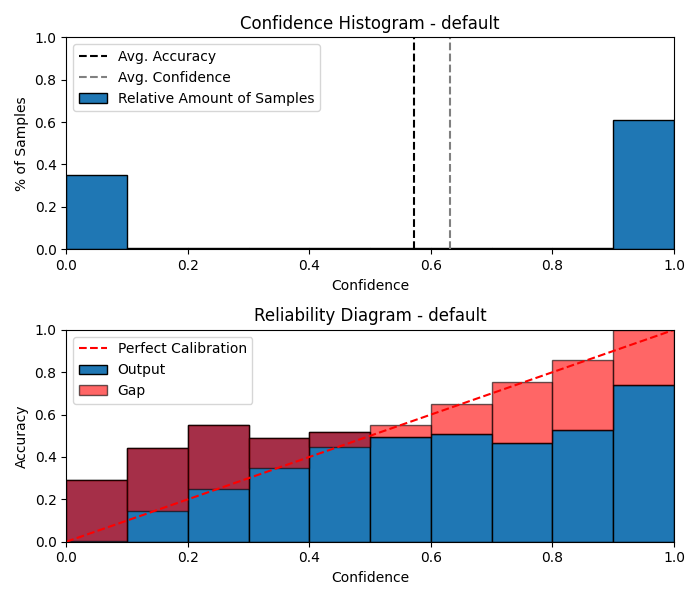 Confidence Histogram - default
1.0
0.8
0.6
0.4
0.2
0.0
% of Samples
Avg. Accuracy
Avg. Confidence
Relative Amount of Samples
0.0 0.2 0.4 0.6 0.8 1.0
Confidence
Reliability Diagram - default
1.0
0.8
0.6
0.4
0.2
0.0
Accuracy
Perfect Calibration
Output
Gap
0.0 0.2 0.4 0.6 0.8 1.0
Confidence